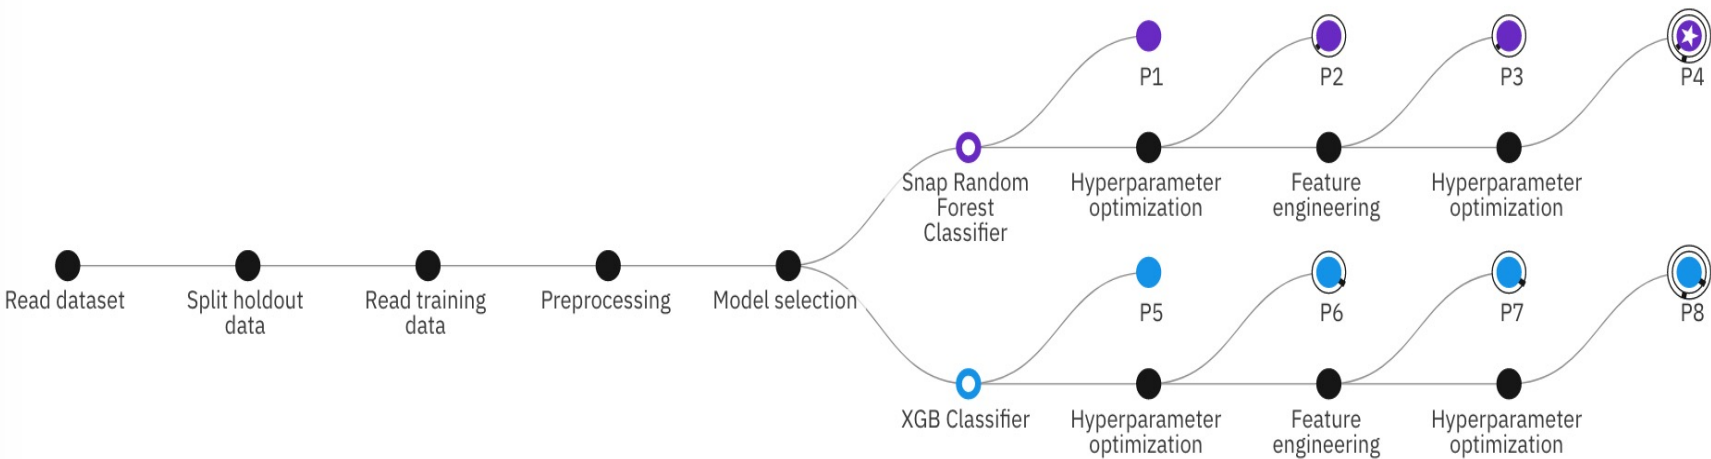 P1
P2
P3
P4
Snap Random
Forest
Classifier
Hyperparameter
optimization
Feature
engineering
Hyperparameter
optimization
Read dataset
Split holdout
data
Read training
data
Preprocessing
Model selection
P5
P6
P7
P8
XGB Classifier
Hyperparameter
optimization
Feature
engineering
Hyperparameter
optimization